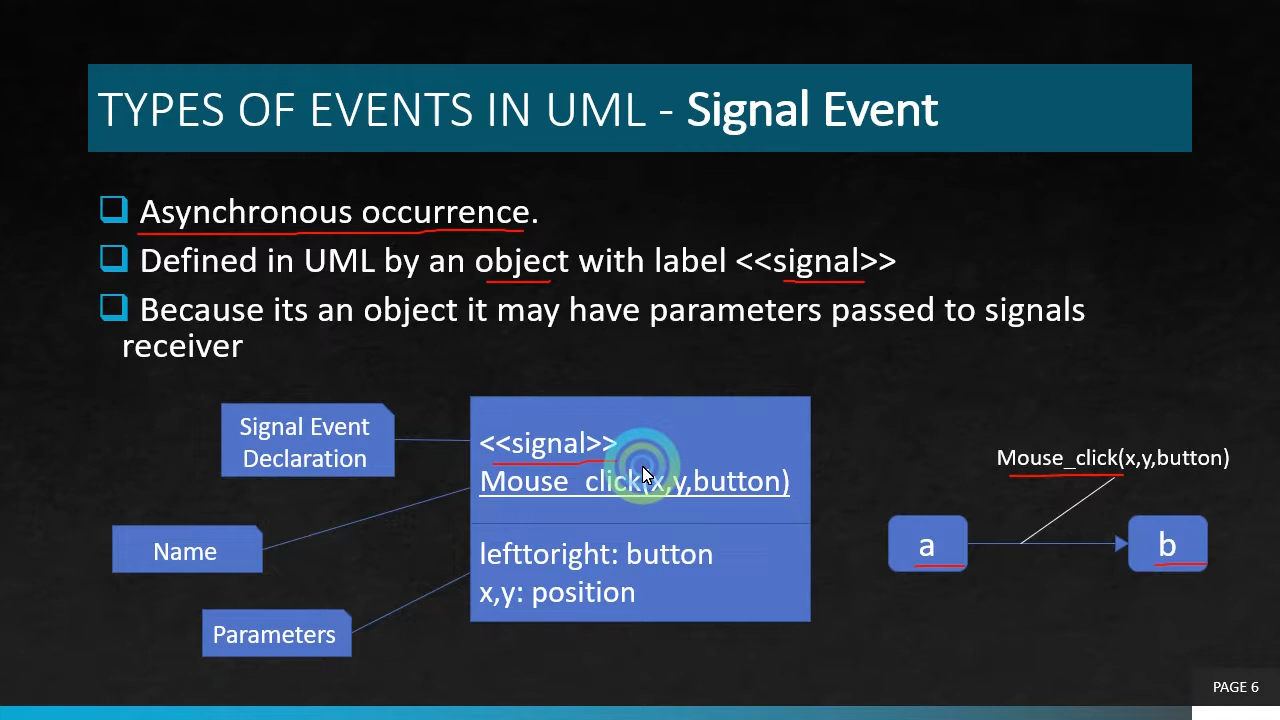 TYPES OF EVENTS IN UML - Signal Event
Asynchronous occurrence.
Defined in UML by an object with label <<signal>>
Because its an object it may have parameters passed to signals
receiver
Signal Event
Declaration
<<signal>>
Mouse_click(x,y,button)
Name
lefttoright: button
x,y: position
Parameters
Mouse_click(x,y,button)
a
b
PAGE 6